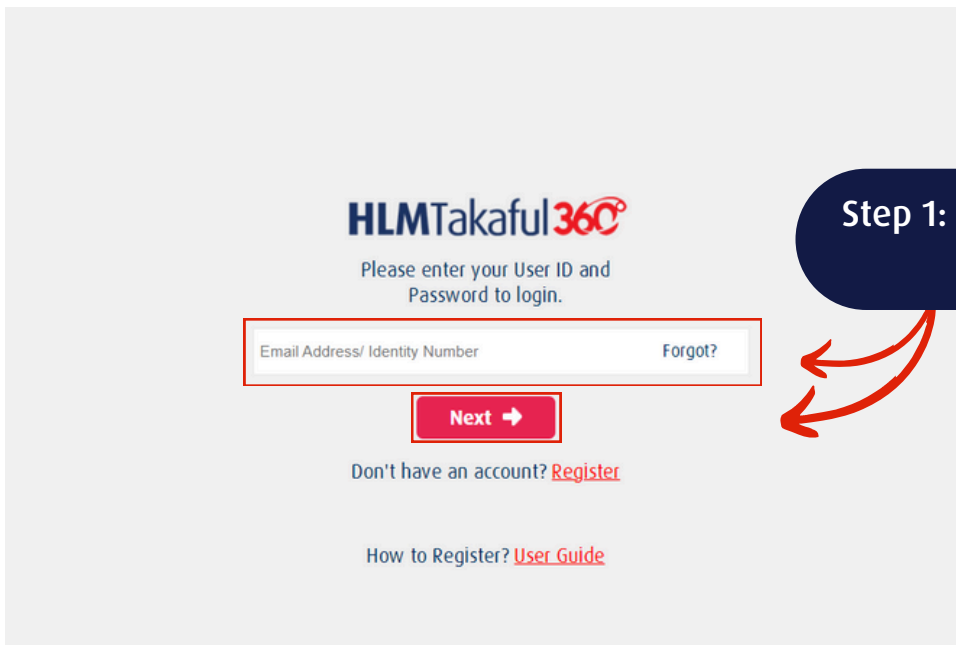 HLMTakaful360°
Step 1:
Please enter your User ID and
Password to login.
Email Address/ Identity Number Forgot?
Next
Don't have an account? Register
How to Register? User Guide